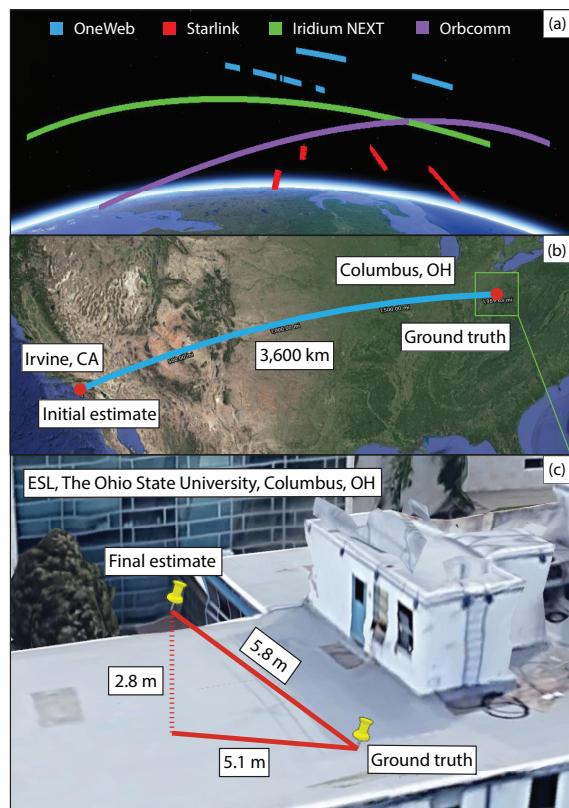 OneWeb Starlink Iridium NEXT Orbcomm (a)
(b)
Columbus, OH
Ground truth
Irvine, CA
3,600 km
Initial estimate
ESL, The Ohio State University, Columbus, OH (c)
Final estimate
5.8 m
2.8 m
Ground truth
5.1 m